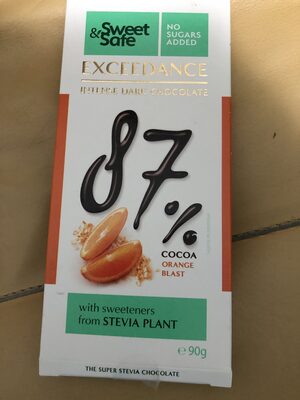 Sweet
&Safe
NO
SUGARS
ADDED
EXCEEDANCE
INTENSE DARK CHOCOLATE
87%
COCOA
ORANGE
BLAST
with sweeteners
from STEVIA PLANT
℮90g
THE SUPER STEVIA CHOCOLATE